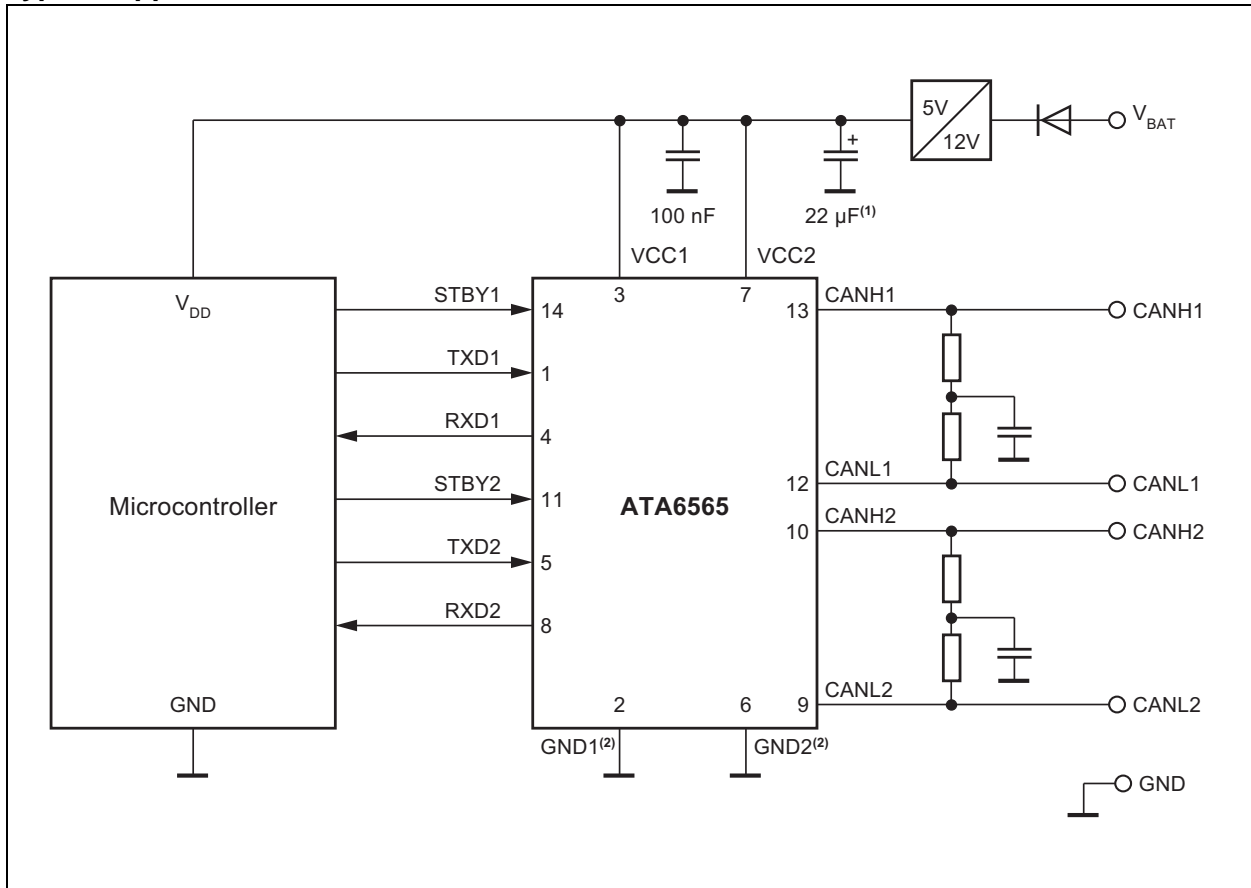 5V
12V
V_BAT
100 nF
22 µF(1)
VCC1
VCC2
V_DD
STBY1
14
3
7
13
CANH1
CANH1
TXD1
1
RXD1
4
CANL1
12
CANL1
STBY2
11
Microcontroller
ATA6565
CANH2
10
CANH2
TXD2
5
RXD2
8
GND
2
6
9
CANL2
CANL2
GND1(2)
GND2(2)
GND